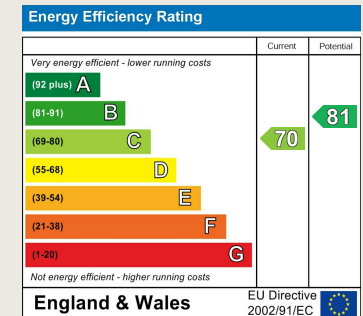 Energy Efficiency Rating
Current Potential
Very energy efficient - lower running costs
(92 plus) A
(81-91) B
81
(69-80) C
70
(55-68) D
(39-54) E
(21-38) F
(1-20) G
Not energy efficient - higher running costs
England & Wales
EU Directive
2002/91/EC